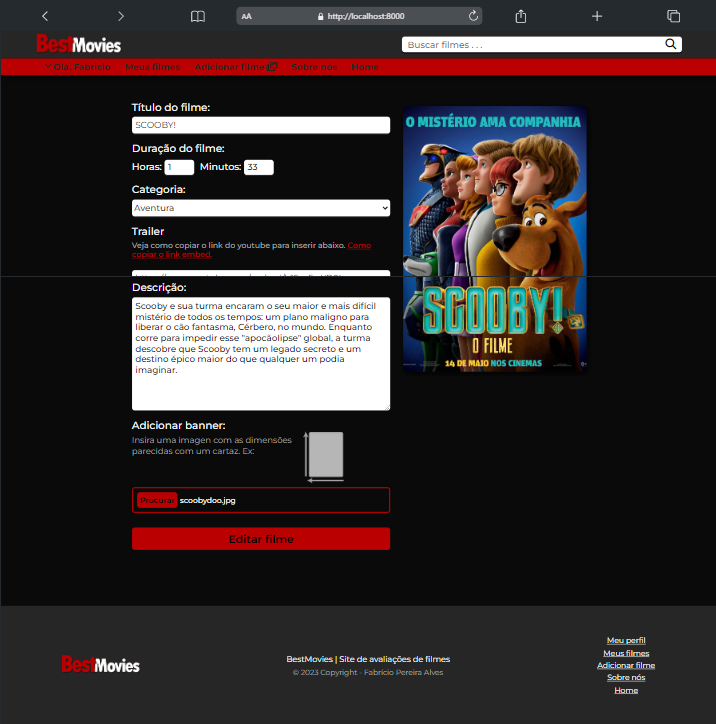 AA
http://localhost:8000
BestMovies
Buscar filmes . . .
Olá, Fabricio
Meus filmes
Adicionar filme
Sobre nós
Home
Título do filme:
SCOOBY!
Duração do filme:
Horas: 1 Minutos: 33
Categoria:
Aventura
Trailer
Veja como copiar o link do youtube para inserir abaixo. Como
copiar o link embed.
Descrição:
Scooby e sua turma encaram o seu maior e mais difícil
mistério de todos os tempos: um plano maligno para
liberar o cão fantasma, Cérbero, no mundo. Enquanto
corre para impedir esse "apocãolipse" global, a turma
descobre que Scooby tem um legado secreto e um
destino épico maior do que qualquer um podia
imaginar.
Adicionar banner:
Insira uma imagen com as dimensões
parecidas com um cartaz. Ex:
Procurar scoobydoo.jpg
Editar filme
O MISTÉRIO AMA COMPANHIA
SCOOBY!
O FILME
14 DE MAIO NOS CINEMAS
BestMovies
BestMovies | Site de avaliações de filmes
© 2023 Copyright - Fabrício Pereira Alves
Meu perfil
Meus filmes
Adicionar filme
Sobre nós
Home